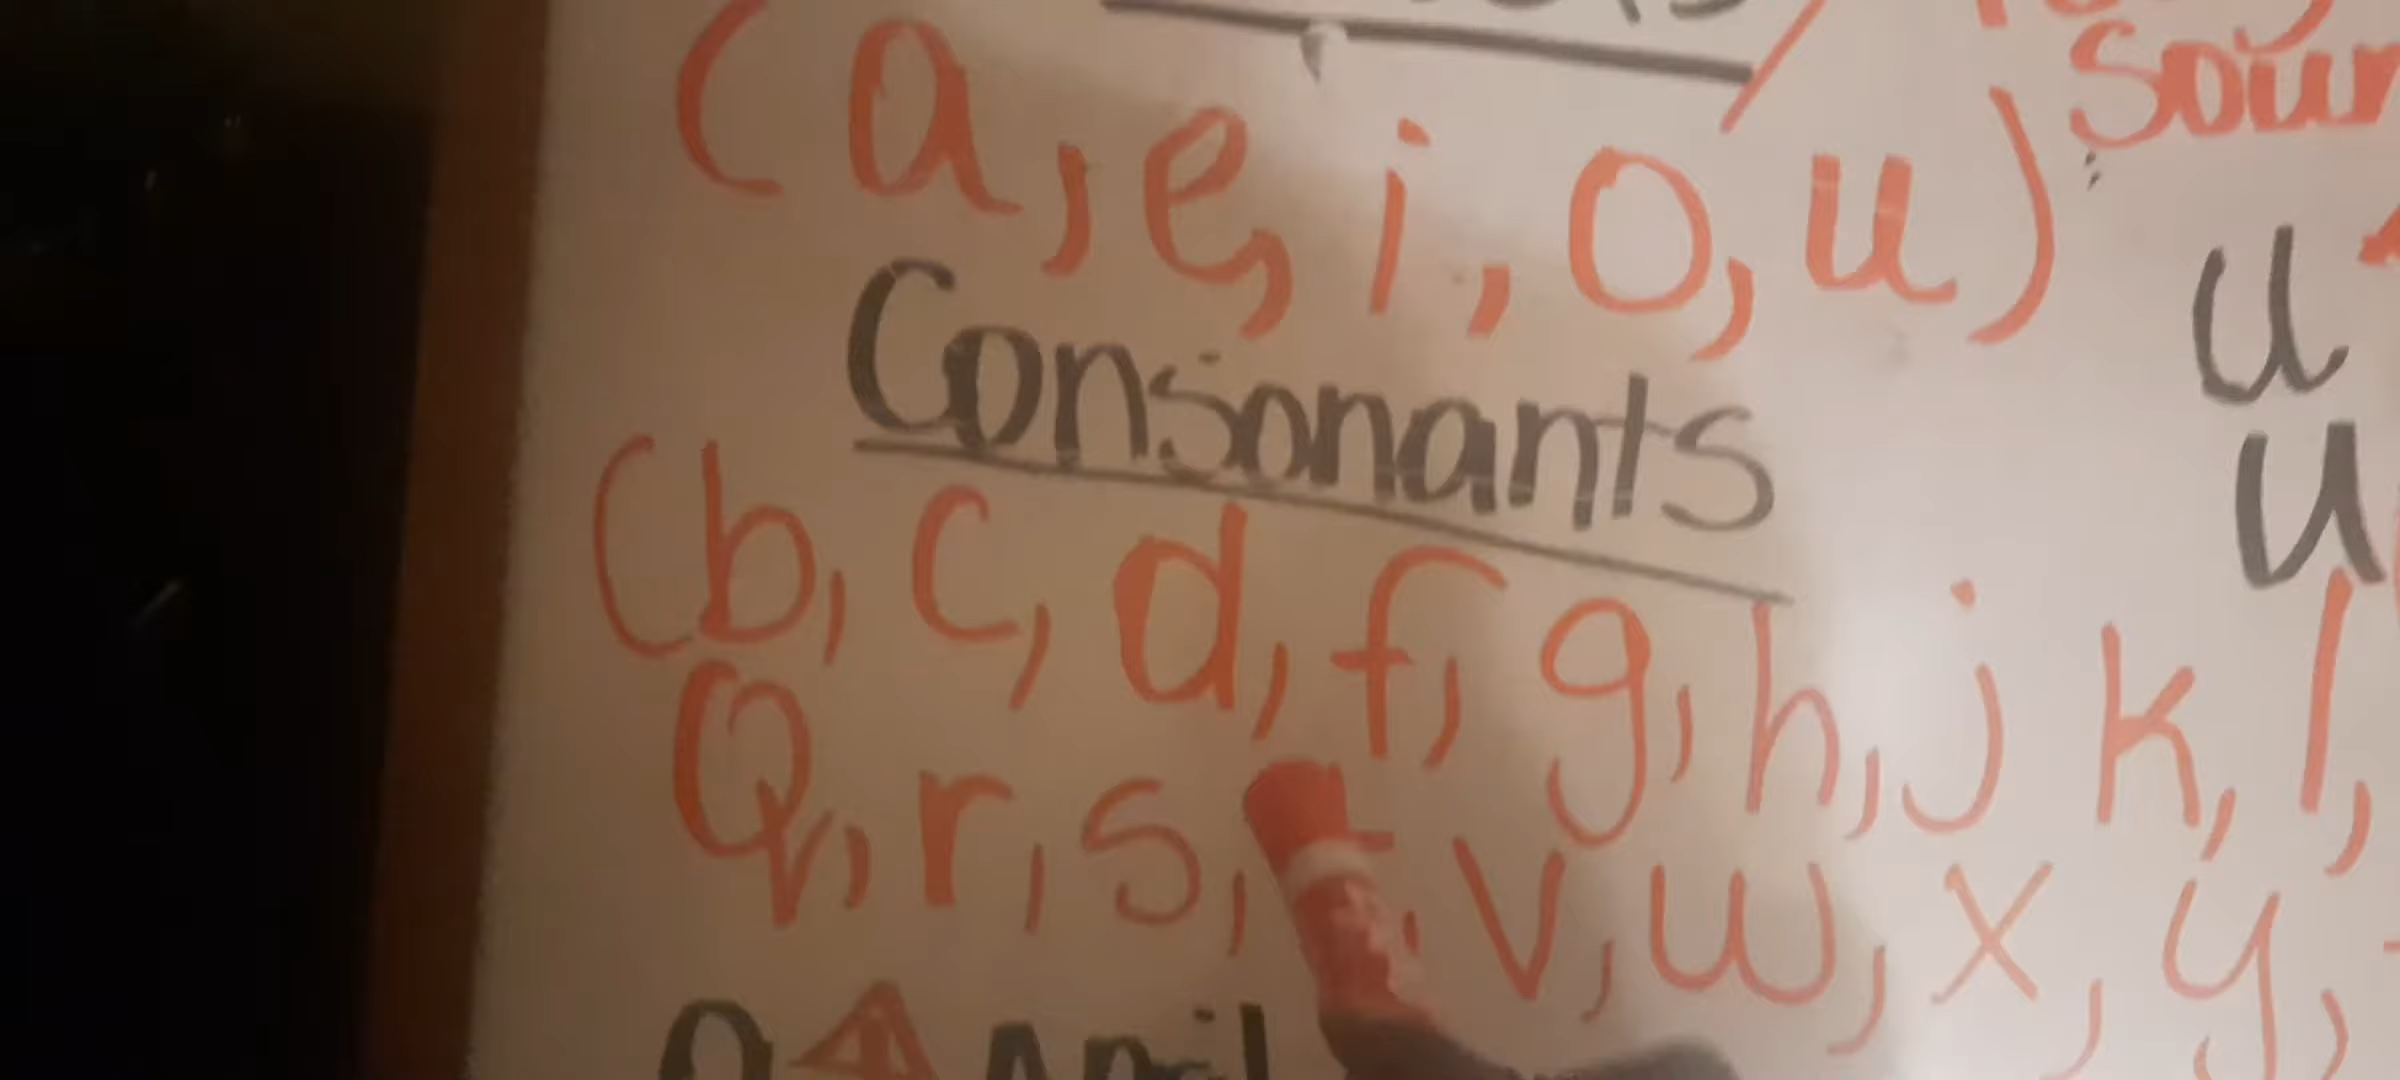 (a, e, i, o, u)
Consonants
(b, c, d, f, g, h, j k, l,
Q, r, s, v, w, x, y,
u
u